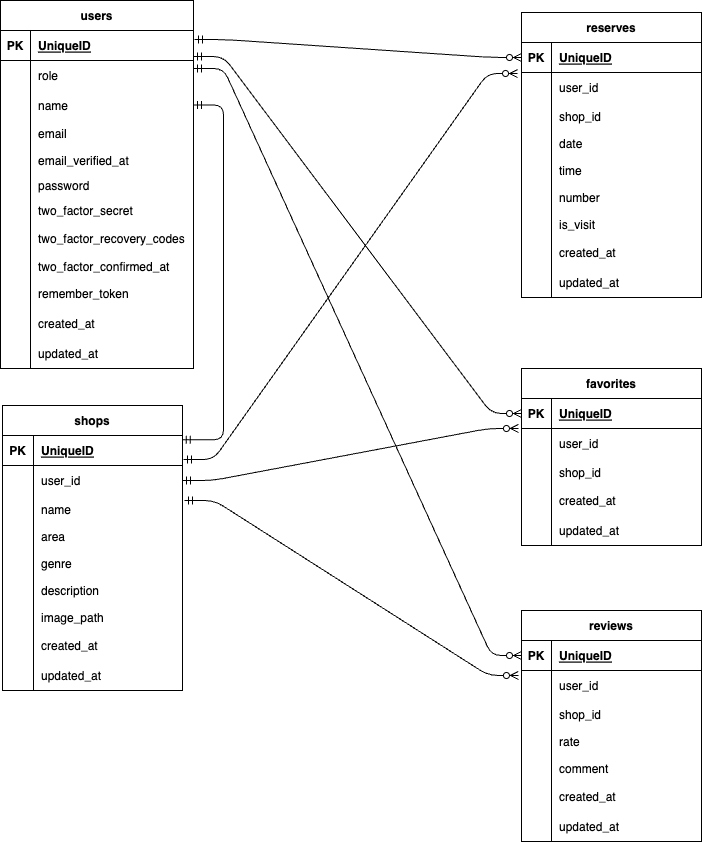 users
PK UniqueID
role
name
email
email_verified_at
password
two_factor_secret
two_factor_recovery_codes
two_factor_confirmed_at
remember_token
created_at
updated_at
shops
PK UniqueID
user_id
name
area
genre
description
image_path
created_at
updated_at
reserves
PK UniqueID
user_id
shop_id
date
time
number
is_visit
created_at
updated_at
favorites
PK UniqueID
user_id
shop_id
created_at
updated_at
reviews
PK UniqueID
user_id
shop_id
rate
comment
created_at
updated_at